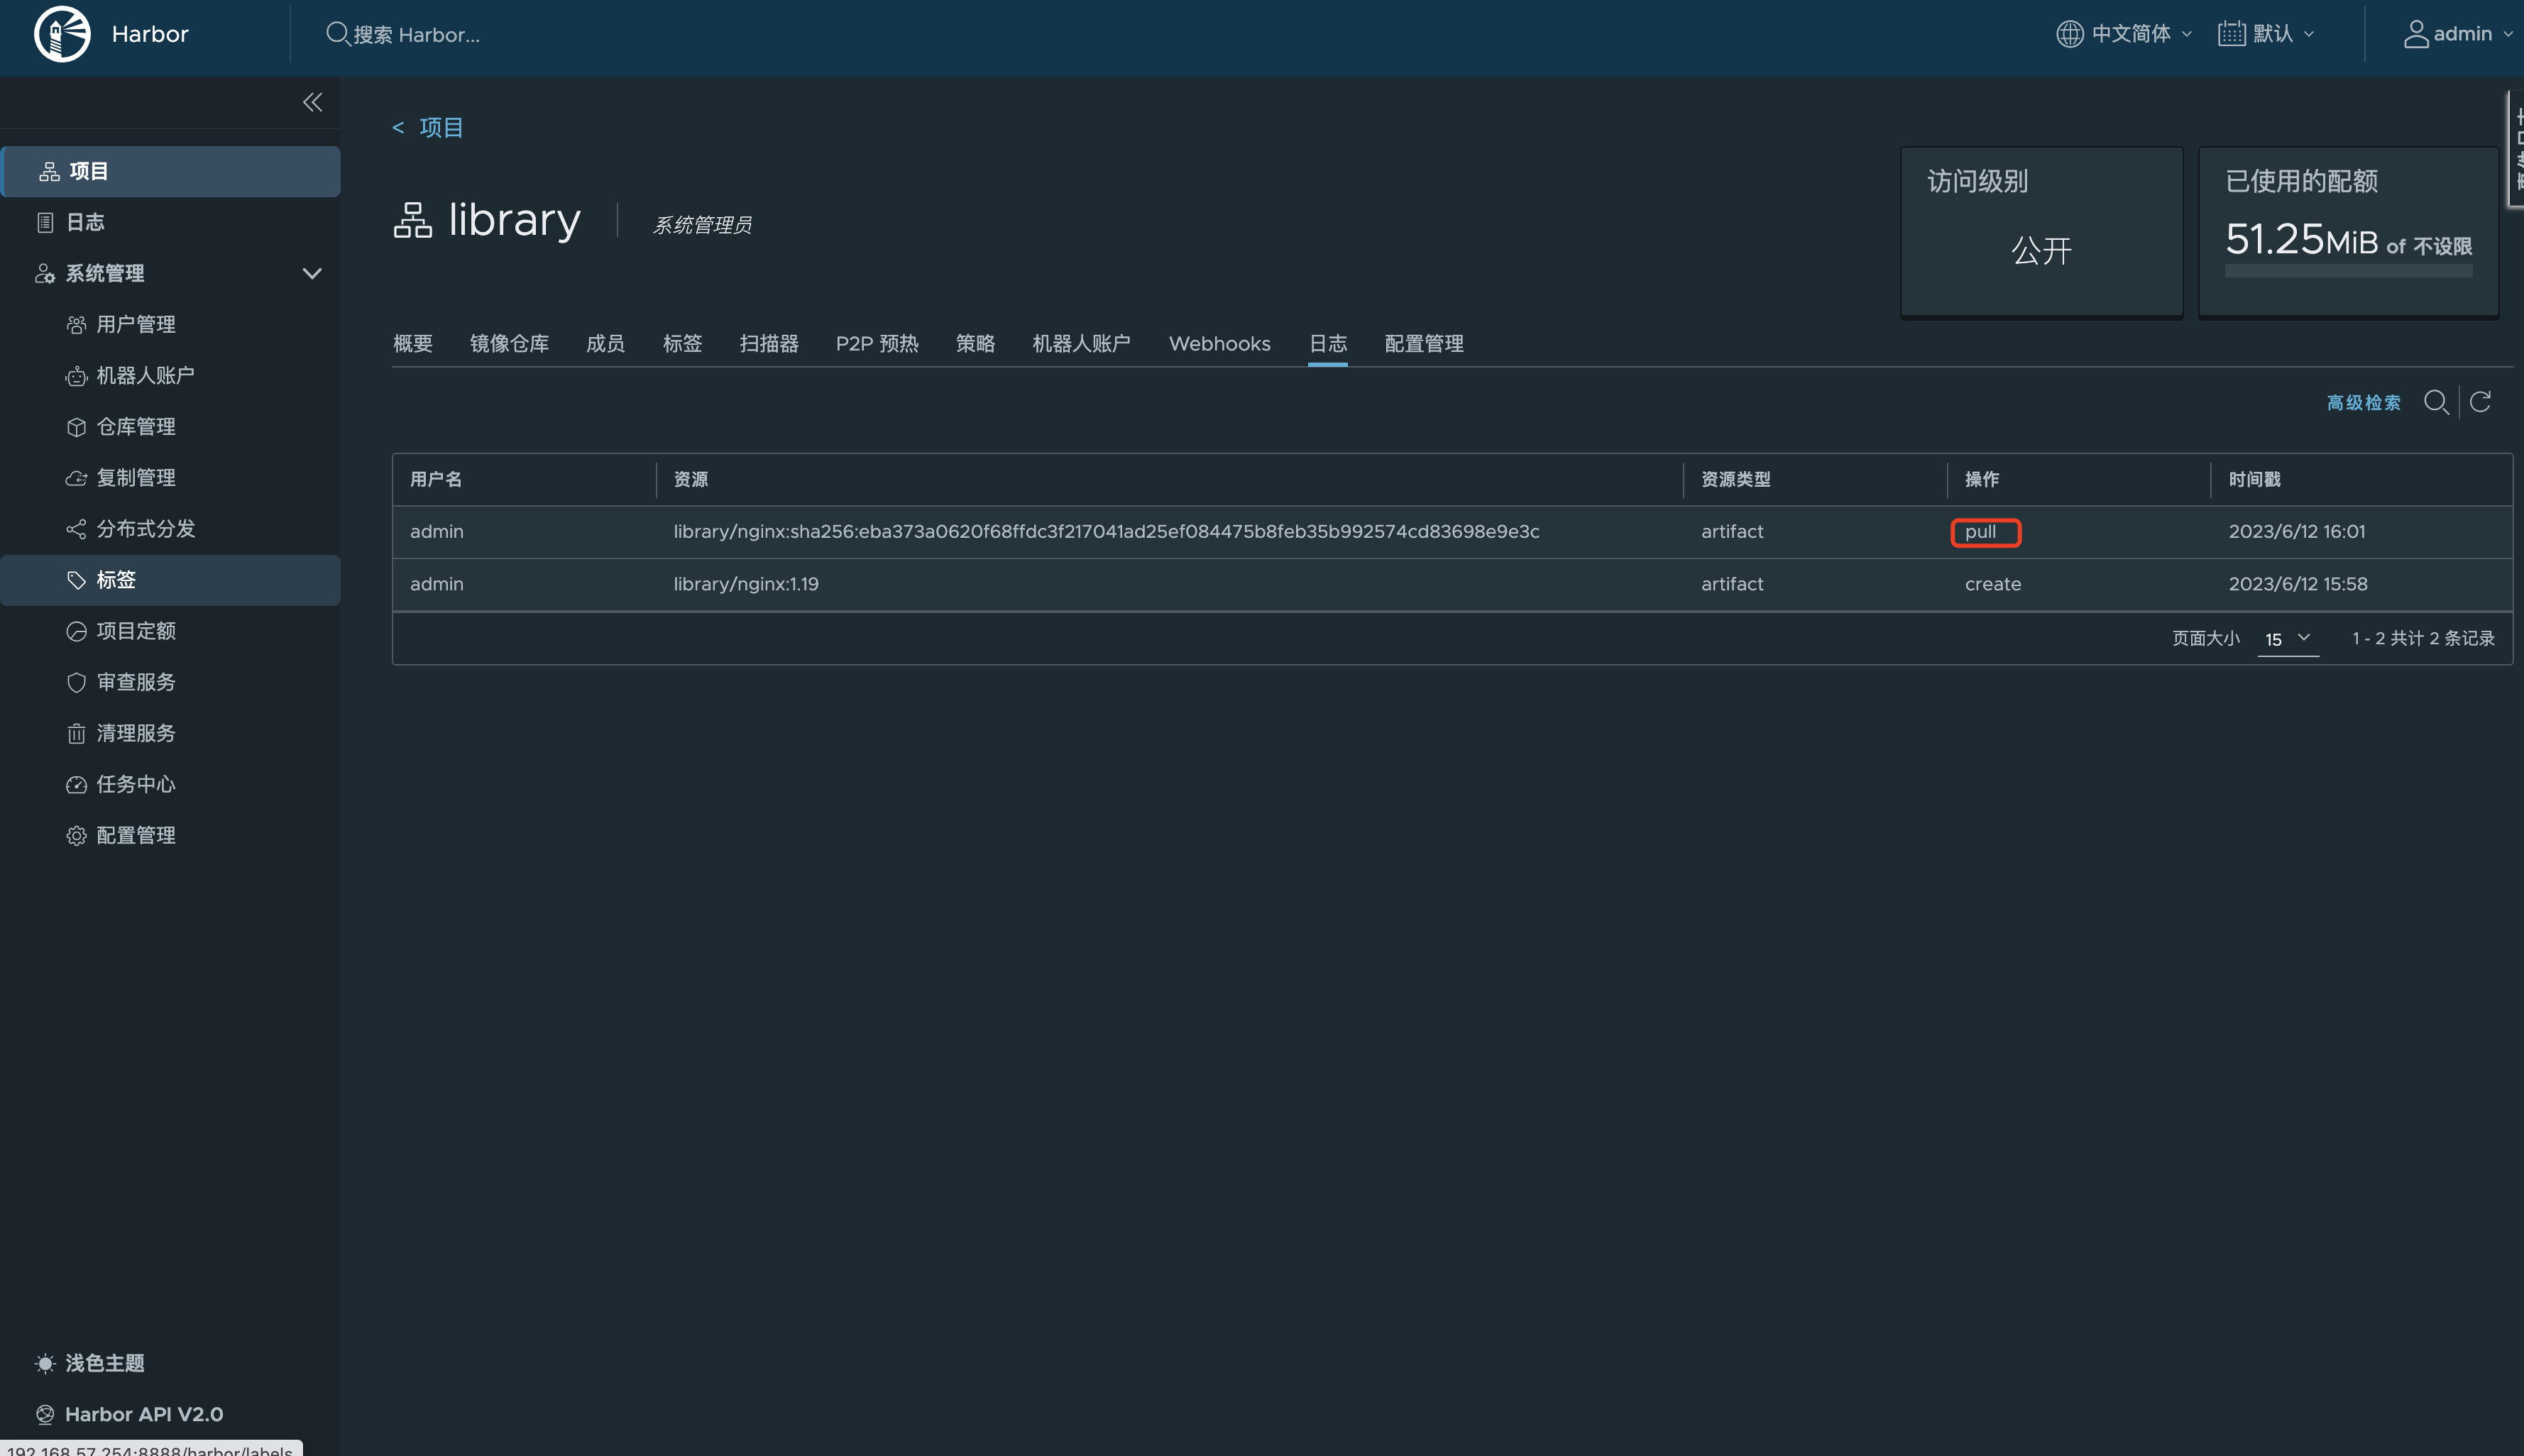 Harbor
搜索 Harbor...
中文简体
默认
admin
< 项目
项目
日志
系统管理
用户管理
机器人账户
仓库管理
复制管理
分布式分发
标签
项目定额
审查服务
清理服务
任务中心
配置管理
浅色主题
Harbor API V2.0
192.168.57.254:8888/harbor/labels
library
系统管理员
访问级别
公开
已使用的配额
51.25MiB of 不设限
概要 镜像仓库 成员 标签 扫描器 P2P 预热 策略 机器人账户 Webhooks 日志 配置管理
高级检索
用户名 资源 资源类型 操作 时间戳
admin library/nginx:sha256:eba373a0620f68ffdc3f217041ad25ef084475b8feb35b992574cd83698e9e3c artifact pull 2023/6/12 16:01
admin library/nginx:1.19 artifact create 2023/6/12 15:58
页面大小 15 1 - 2 共计 2 条记录